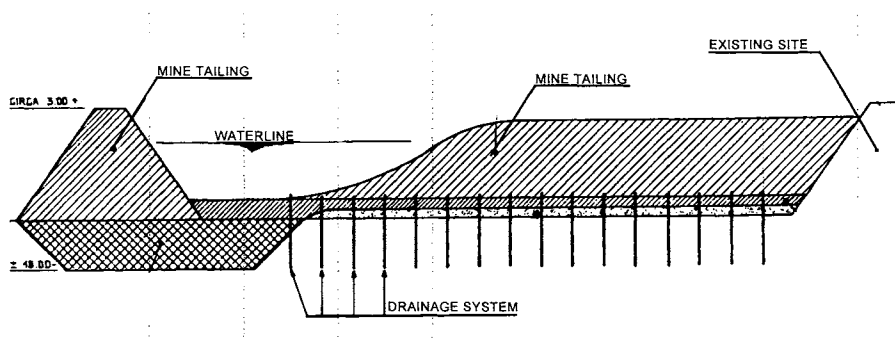 EXISTING SITE
MINE TAILING
MINE TAILING
CIRCA 3.00 +
WATERLINE
± 18.00-
DRAINAGE SYSTEM